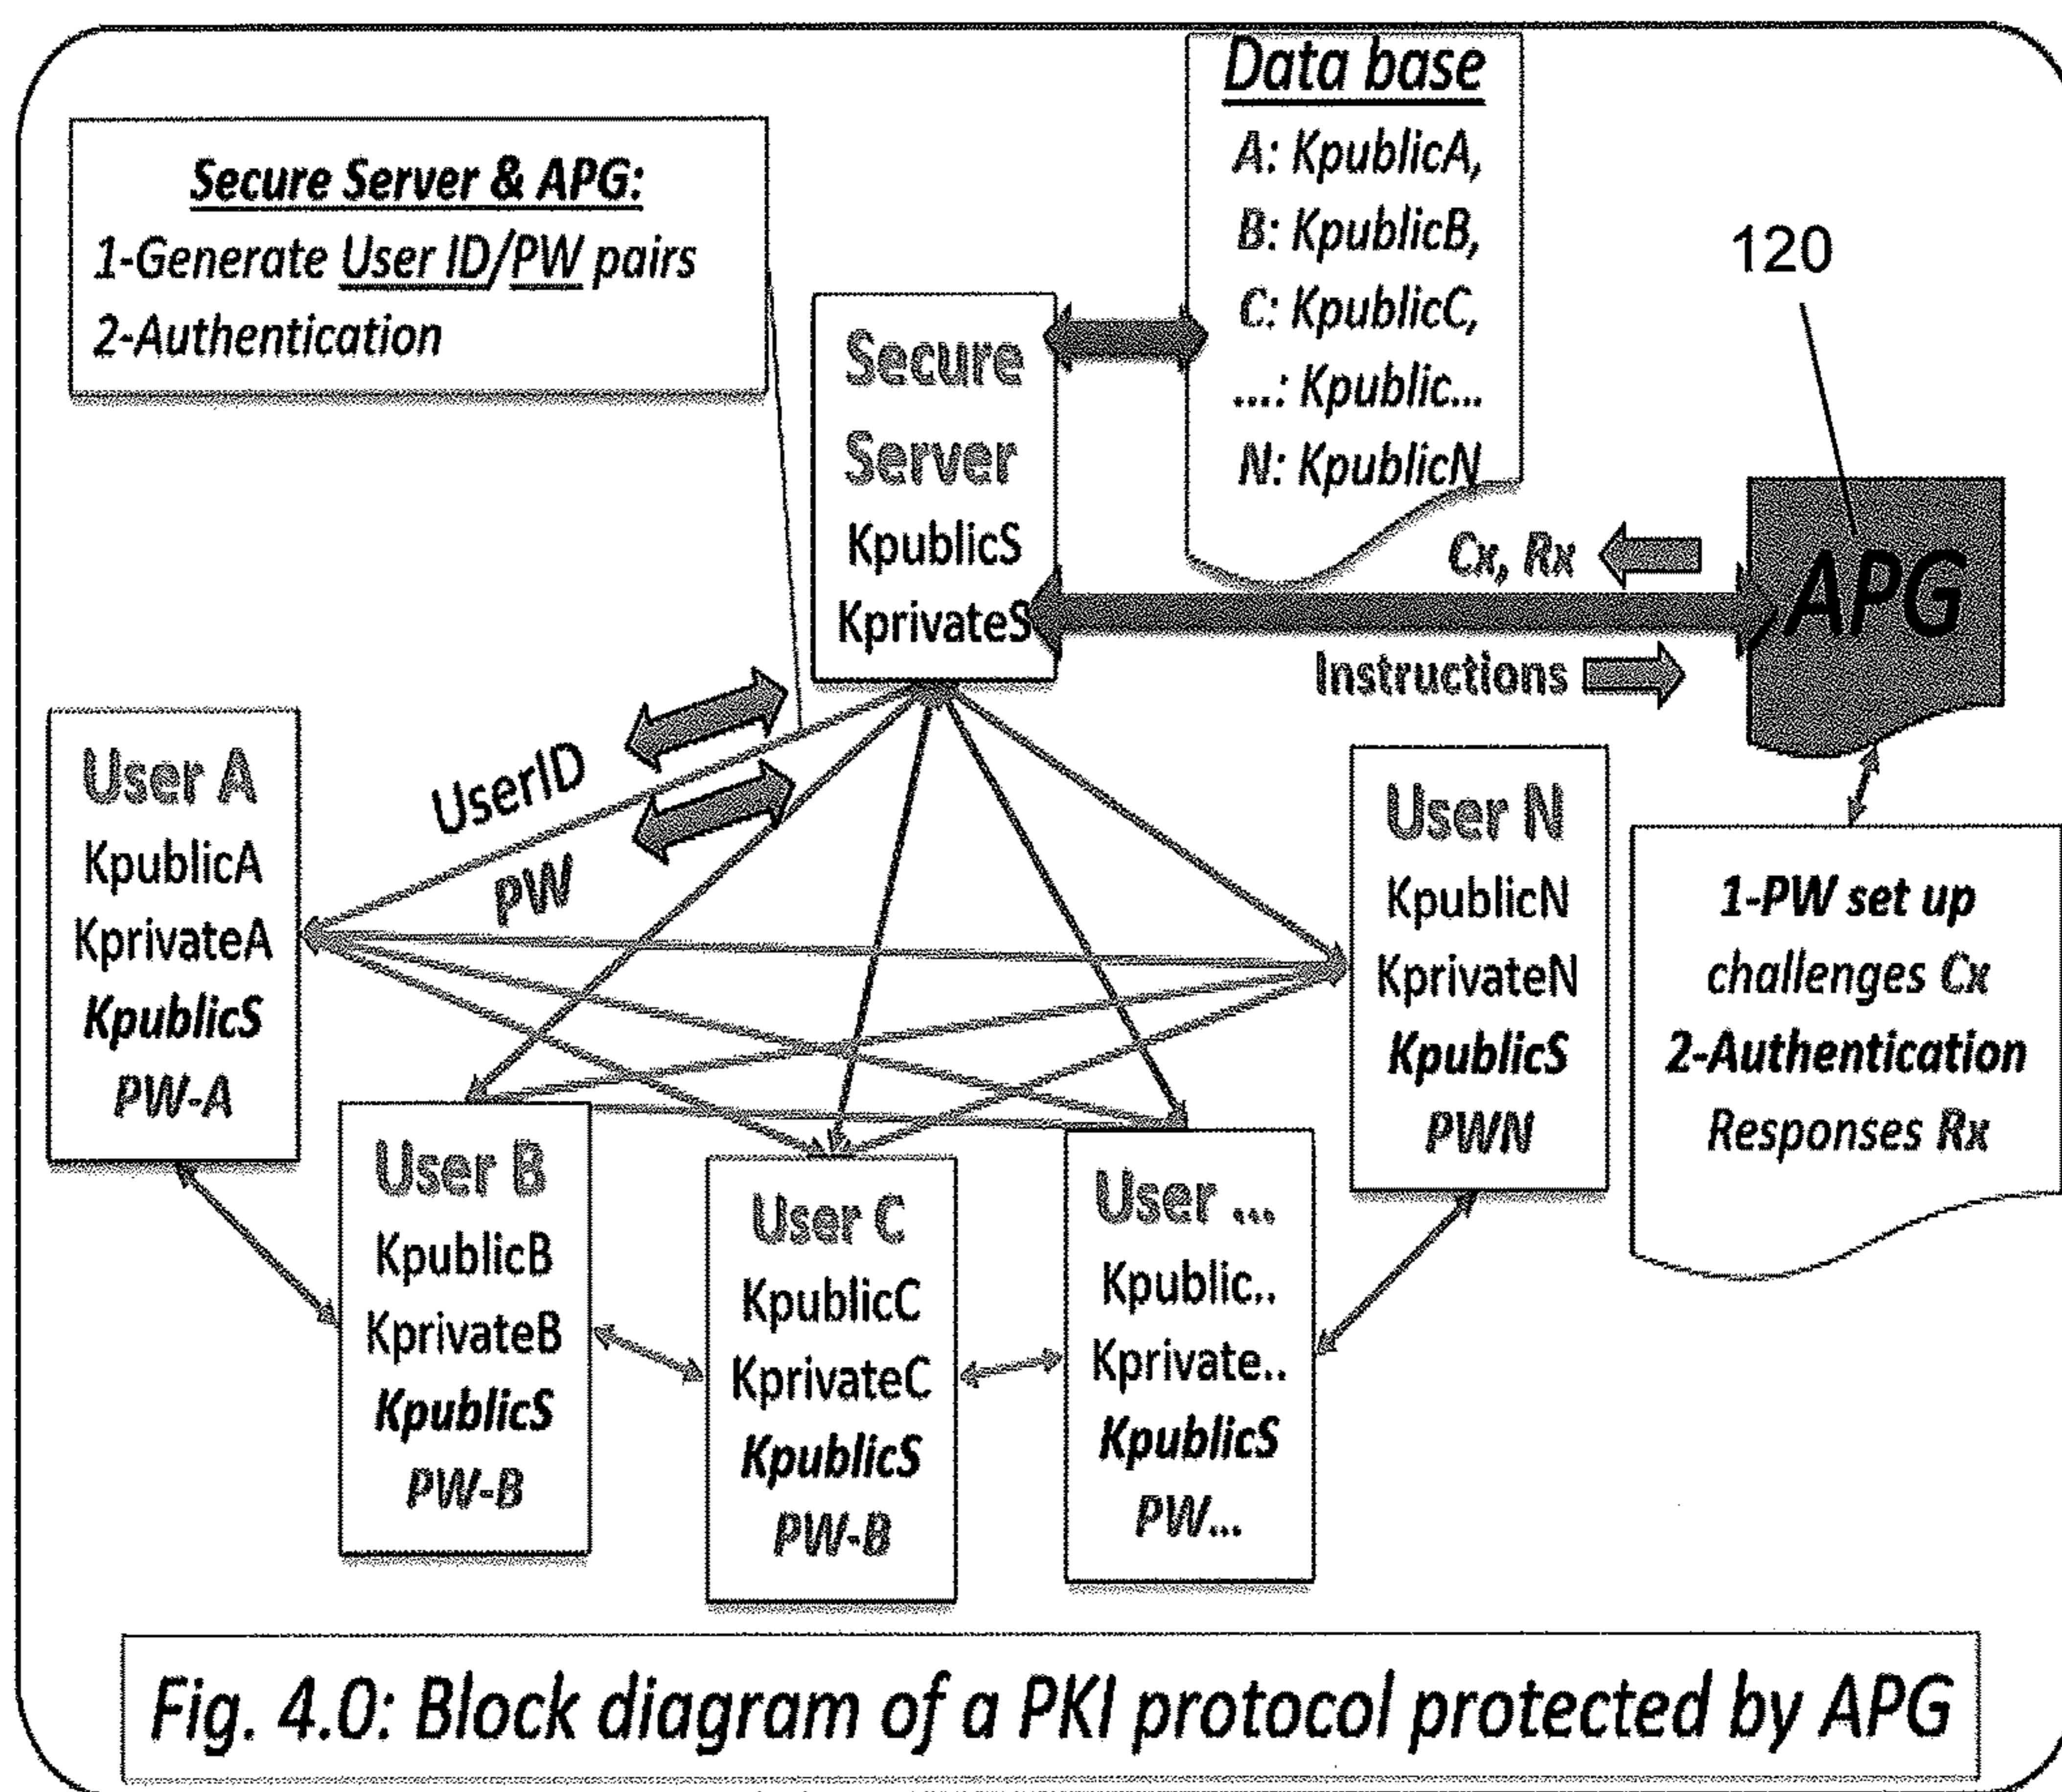 Data base
A: KpublicA,
B: KpublicB,
C: KpublicC,
...: Kpublic...
N: KpublicN
Secure Server & APG:
1-Generate User ID/PW pairs
2-Authentication
120
Secure
Server
KpublicS
KprivateS
Cx, Rx
APG
Instructions
UserID
PW
User A
KpublicA
KprivateA
KpublicS
PW-A
User B
KpublicB
KprivateB
KpublicS
PW-B
User C
KpublicC
KprivateC
KpublicS
PW-B
User ...
Kpublic..
Kprivate..
KpublicS
PW...
User N
KpublicN
KprivateN
KpublicS
PWN
1-PW set up
challenges Cx
2-Authentication
Responses Rx
Fig. 4.0: Block diagram of a PKI protocol protected by APG